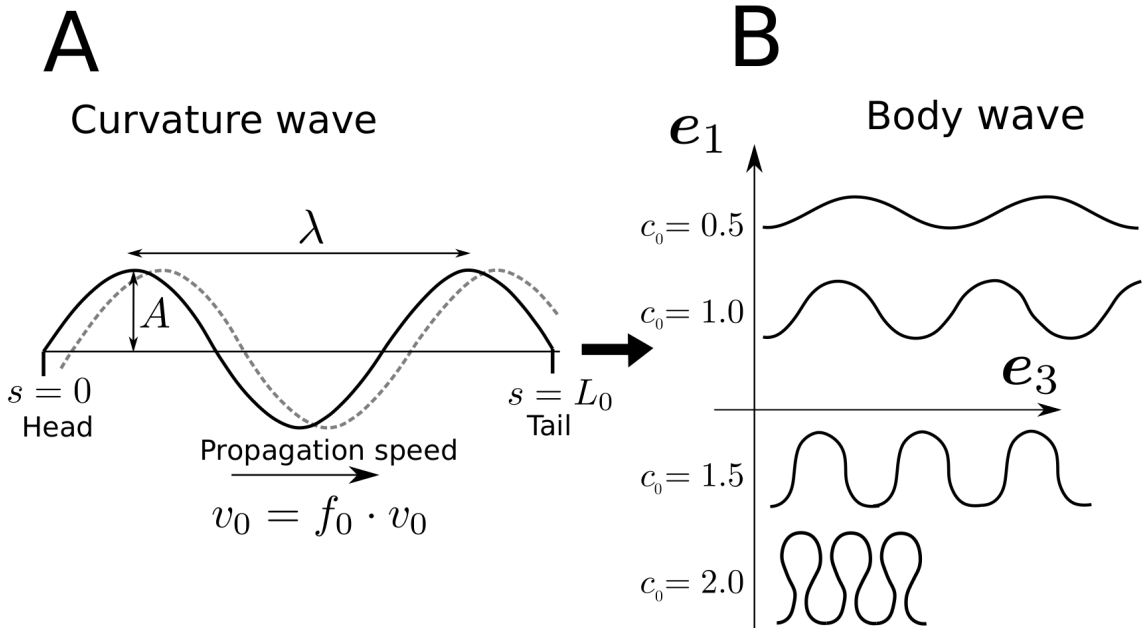 A
Curvature wave
λ
A
s = 0
Head
s = L₀
Tail
Propagation speed
v₀ = f₀ · v₀
B
Body wave
e₁
c₀= 0.5
c₀= 1.0
e₃
c₀= 1.5
c₀= 2.0